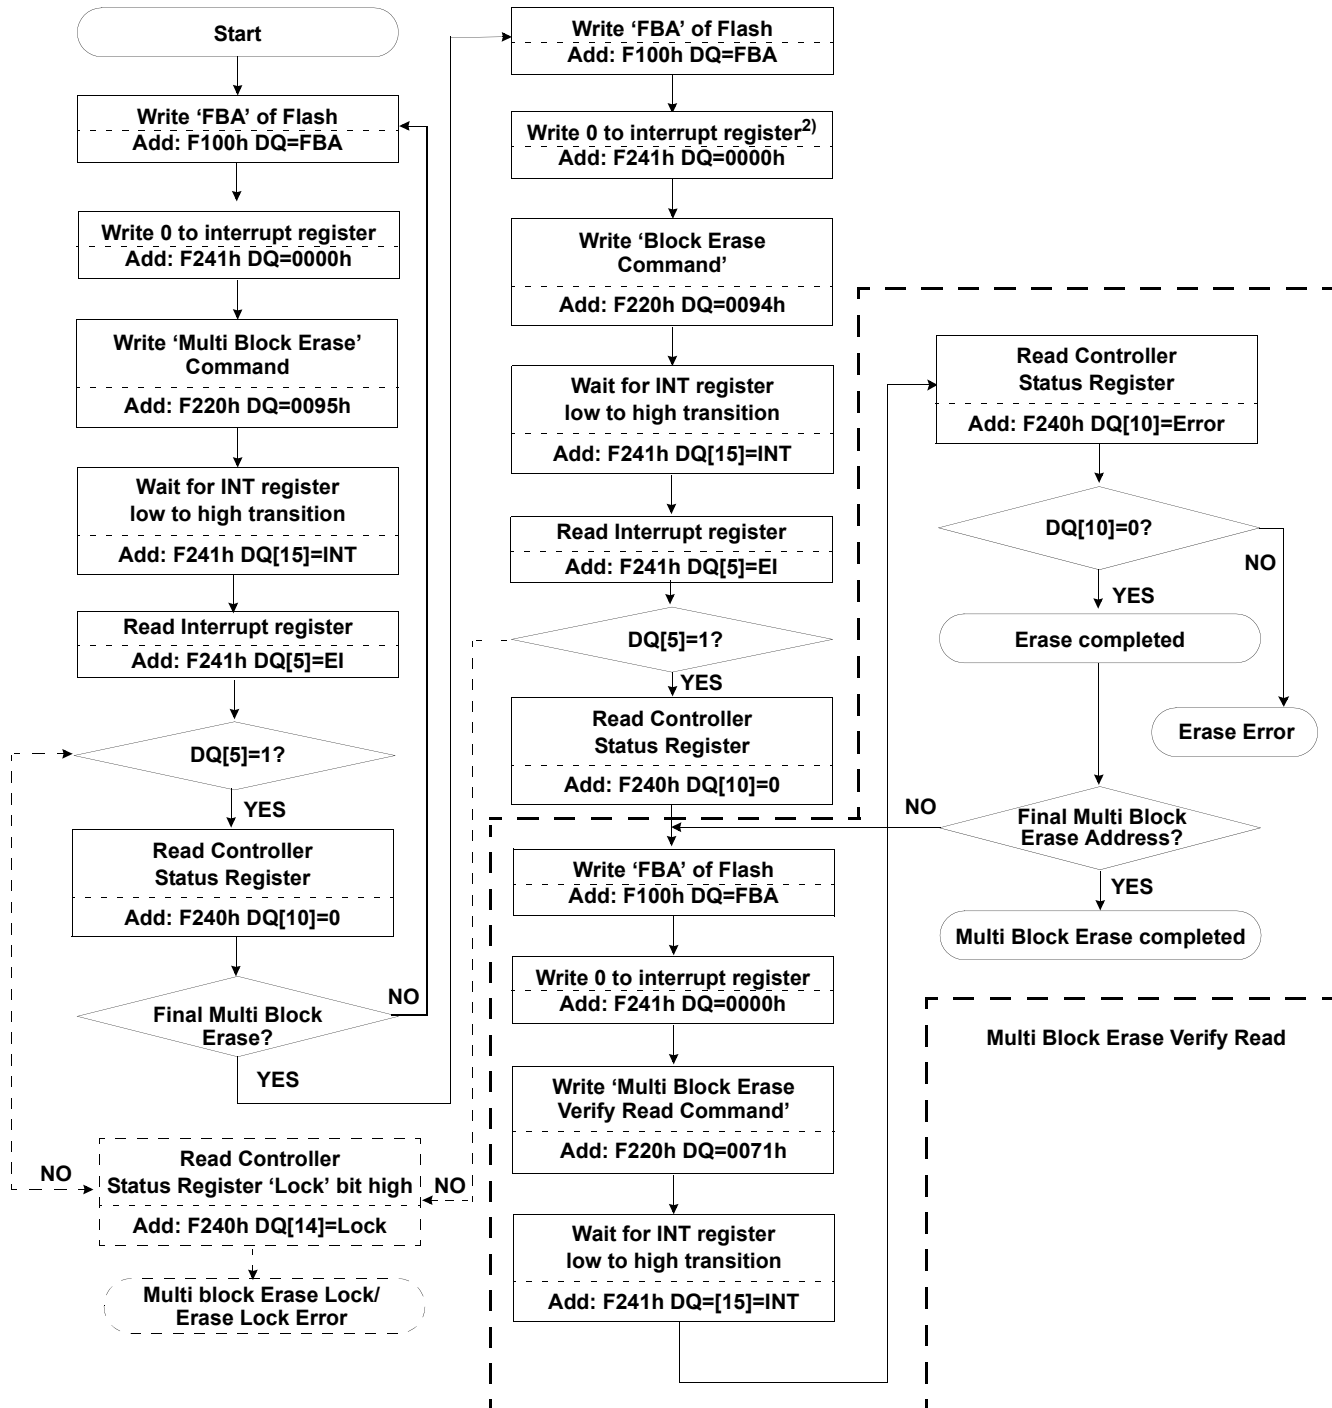 Start
Write ‘FBA’ of Flash
Add: F100h DQ=FBA
Write 0 to interrupt register
Add: F241h DQ=0000h
Write ‘Multi Block Erase’
Command
Add: F220h DQ=0095h
Wait for INT register
low to high transition
Add: F241h DQ[15]=INT
Read Interrupt register
Add: F241h DQ[5]=EI
DQ[5]=1?
YES
Read Controller
Status Register
Add: F240h DQ[10]=0
Final Multi Block
Erase?
NO
YES
NO
Read Controller
Status Register ‘Lock’ bit high
Add: F240h DQ[14]=Lock
NO
Multi block Erase Lock/
Erase Lock Error
Write ‘FBA’ of Flash
Add: F100h DQ=FBA
Write 0 to interrupt register2)
Add: F241h DQ=0000h
Write ‘Block Erase
Command’
Add: F220h DQ=0094h
Wait for INT register
low to high transition
Add: F241h DQ[15]=INT
Read Interrupt register
Add: F241h DQ[5]=EI
DQ[5]=1?
YES
Read Controller
Status Register
Add: F240h DQ[10]=0
Write ‘FBA’ of Flash
Add: F100h DQ=FBA
Write 0 to interrupt register
Add: F241h DQ=0000h
Write ‘Multi Block Erase
Verify Read Command’
Add: F220h DQ=0071h
Wait for INT register
low to high transition
Add: F241h DQ=[15]=INT
Read Controller
Status Register
Add: F240h DQ[10]=Error
DQ[10]=0?
NO
YES
Erase completed
Erase Error
NO
Final Multi Block
Erase Address?
YES
Multi Block Erase completed
Multi Block Erase Verify Read